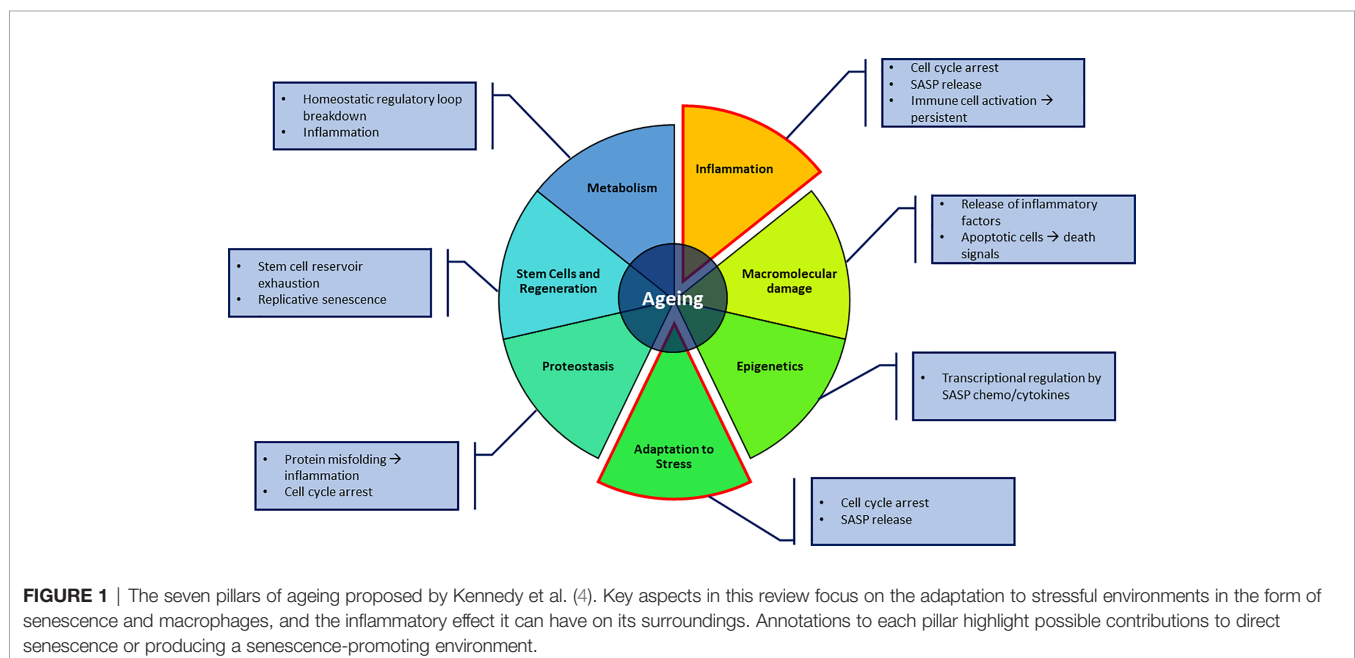 • Homeostatic regulatory loop
breakdown
• Inflammation
• Cell cycle arrest
• SASP release
• Immune cell activation →
persistent
Metabolism
Inflammation
• Release of inflammatory
factors
• Apoptotic cells → death
signals
• Stem cell reservoir
exhaustion
• Replicative senescence
Stem Cells and
Regeneration
Macromolecular
damage
Ageing
Proteostasis
Epigenetics
• Transcriptional regulation by
SASP chemo/cytokines
• Protein misfolding →
inflammation
• Cell cycle arrest
Adaptation to
Stress
• Cell cycle arrest
• SASP release
FIGURE 1 | The seven pillars of ageing proposed by Kennedy et al. (4). Key aspects in this review focus on the adaptation to stressful environments in the form of
senescence and macrophages, and the inflammatory effect it can have on its surroundings. Annotations to each pillar highlight possible contributions to direct
senescence or producing a senescence-promoting environment.